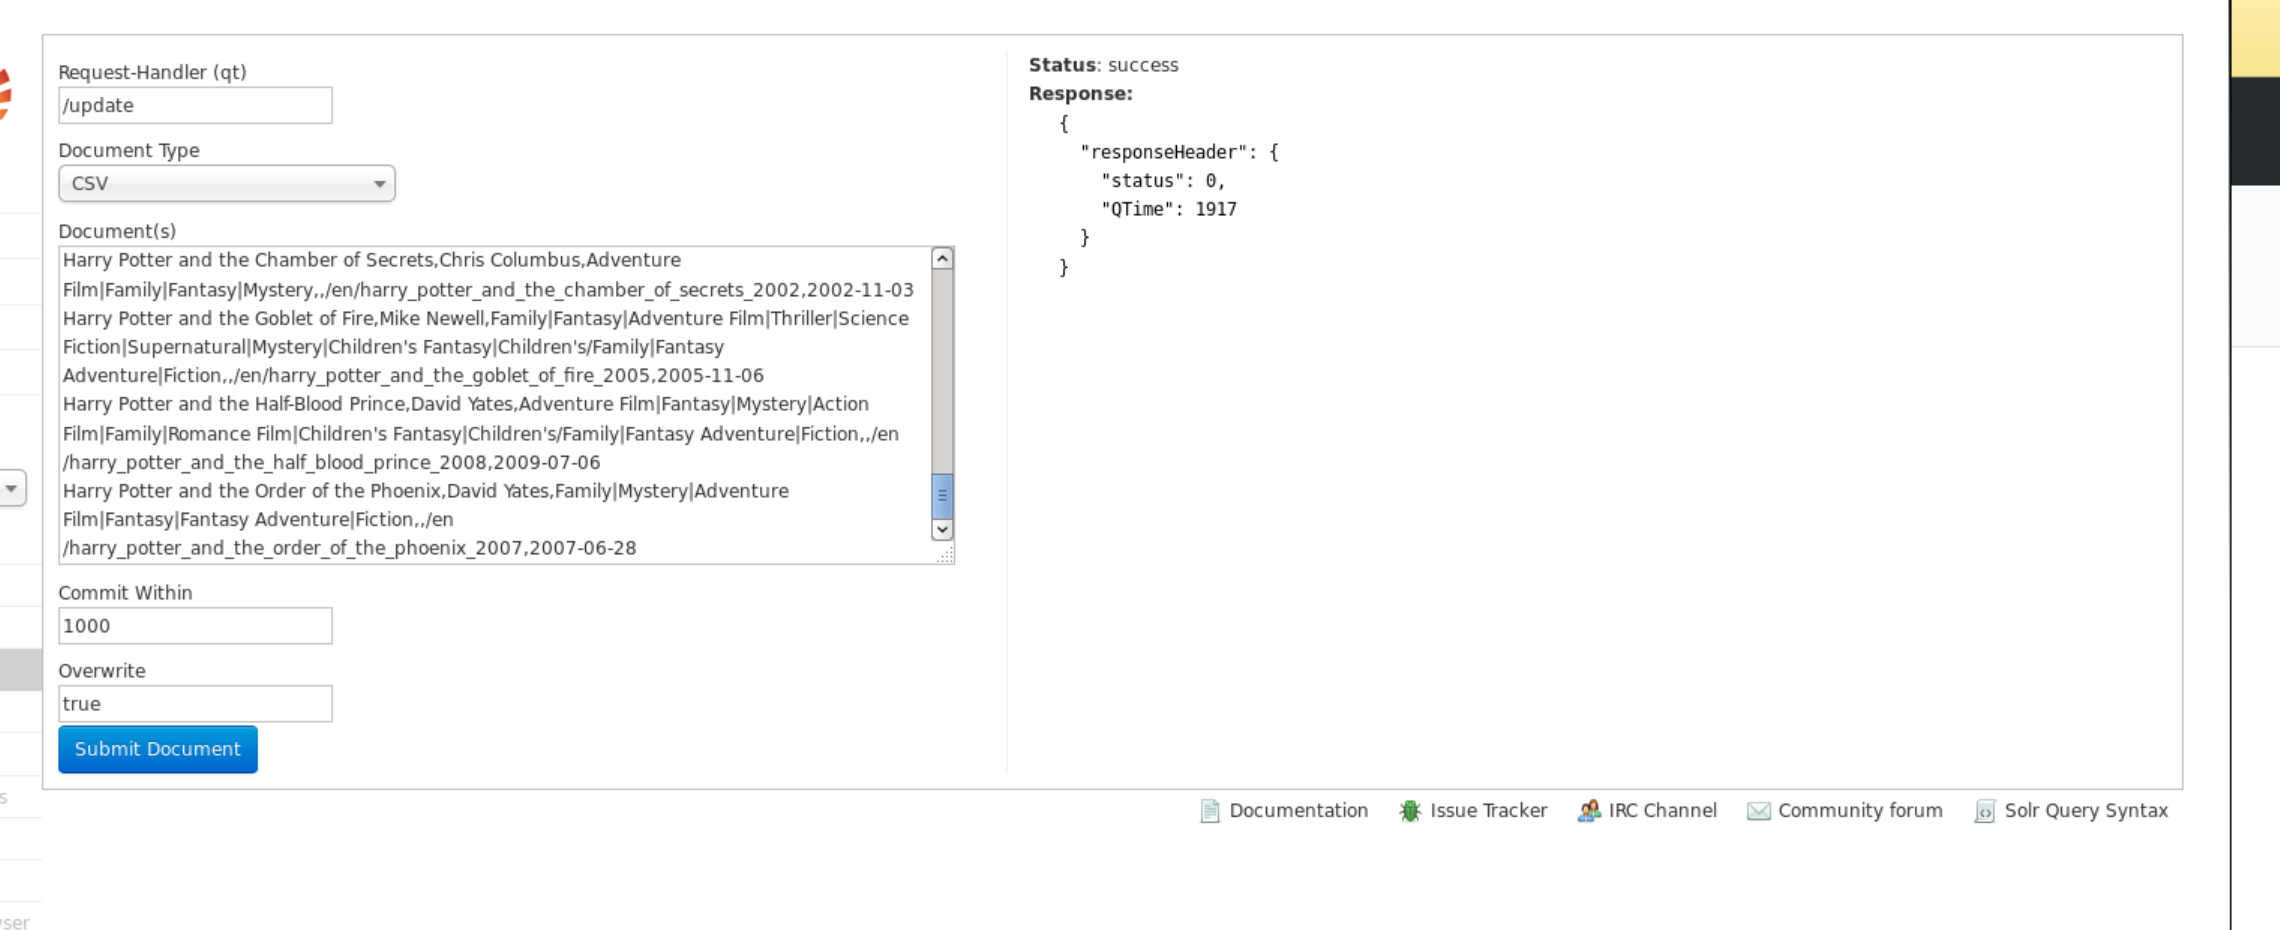 Request-Handler (qt)
/update
Document Type
CSV
Document(s)
Harry Potter and the Chamber of Secrets,Chris Columbus,Adventure
Film|Family|Fantasy|Mystery,,/en/harry_potter_and_the_chamber_of_secrets_2002,2002-11-03
Harry Potter and the Goblet of Fire,Mike Newell,Family|Fantasy|Adventure Film|Thriller|Science
Fiction|Supernatural|Mystery|Children's Fantasy|Children's/Family|Fantasy
Adventure|Fiction,,/en/harry_potter_and_the_goblet_of_fire_2005,2005-11-06
Harry Potter and the Half-Blood Prince,David Yates,Adventure Film|Fantasy|Mystery|Action
Film|Family|Romance Film|Children's Fantasy|Children's/Family|Fantasy Adventure|Fiction,,/en
/harry_potter_and_the_half_blood_prince_2008,2009-07-06
Harry Potter and the Order of the Phoenix,David Yates,Family|Mystery|Adventure
Film|Fantasy|Fantasy Adventure|Fiction,,/en
/harry_potter_and_the_order_of_the_phoenix_2007,2007-06-28
Commit Within
1000
Overwrite
true
Submit Document
Status: success
Response:
{
"responseHeader": {
"status": 0,
"QTime": 1917
}
}
Documentation
Issue Tracker
IRC Channel
Community forum
Solr Query Syntax